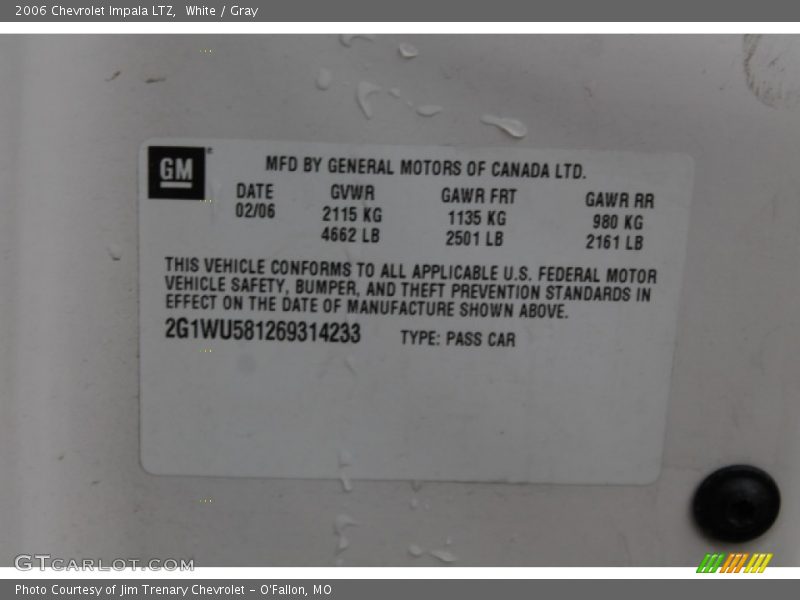 2006 Chevrolet Impala LTZ, White / Gray
GM
MFD BY GENERAL MOTORS OF CANADA LTD.
DATE GVWR GAWR FRT GAWR RR
02/06 2115 KG 1135 KG 980 KG
4662 LB 2501 LB 2161 LB
THIS VEHICLE CONFORMS TO ALL APPLICABLE U.S. FEDERAL MOTOR
VEHICLE SAFETY, BUMPER, AND THEFT PREVENTION STANDARDS IN
EFFECT ON THE DATE OF MANUFACTURE SHOWN ABOVE.
2G1WU581269314233 TYPE: PASS CAR
GTCARLOT.COM
Photo Courtesy of Jim Trenary Chevrolet - O'Fallon, MO